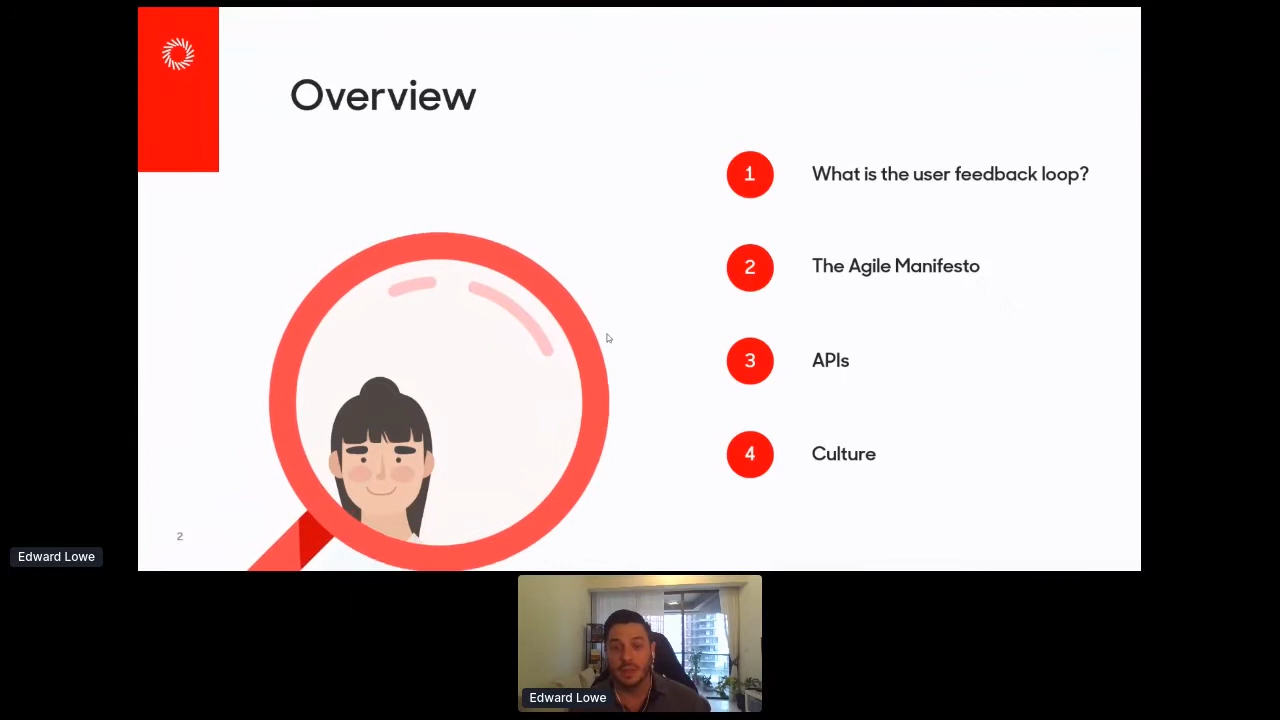 Overview
1 What is the user feedback loop?
2 The Agile Manifesto
3 APIs
4 Culture
2
Edward Lowe
Edward Lowe